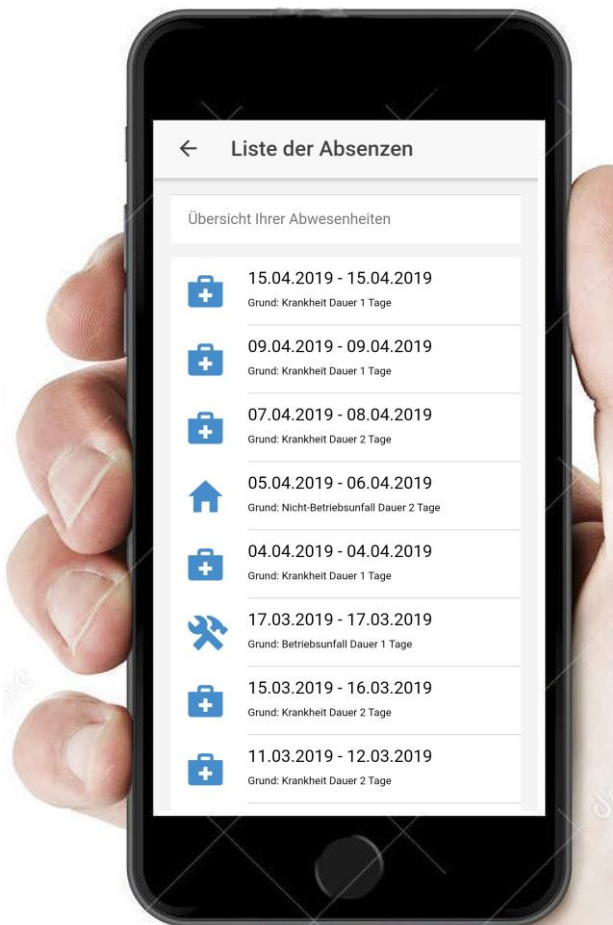 Liste der Absenzen
Übersicht Ihrer Abwesenheiten
15.04.2019 - 15.04.2019
Grund: Krankheit Dauer 1 Tage
09.04.2019 - 09.04.2019
Grund: Krankheit Dauer 1 Tage
07.04.2019 - 08.04.2019
Grund: Krankheit Dauer 2 Tage
05.04.2019 - 06.04.2019
Grund: Nicht-Betriebsunfall Dauer 2 Tage
04.04.2019 - 04.04.2019
Grund: Krankheit Dauer 1 Tage
17.03.2019 - 17.03.2019
Grund: Betriebsunfall Dauer 1 Tage
15.03.2019 - 16.03.2019
Grund: Krankheit Dauer 2 Tage
11.03.2019 - 12.03.2019
Grund: Krankheit Dauer 2 Tage